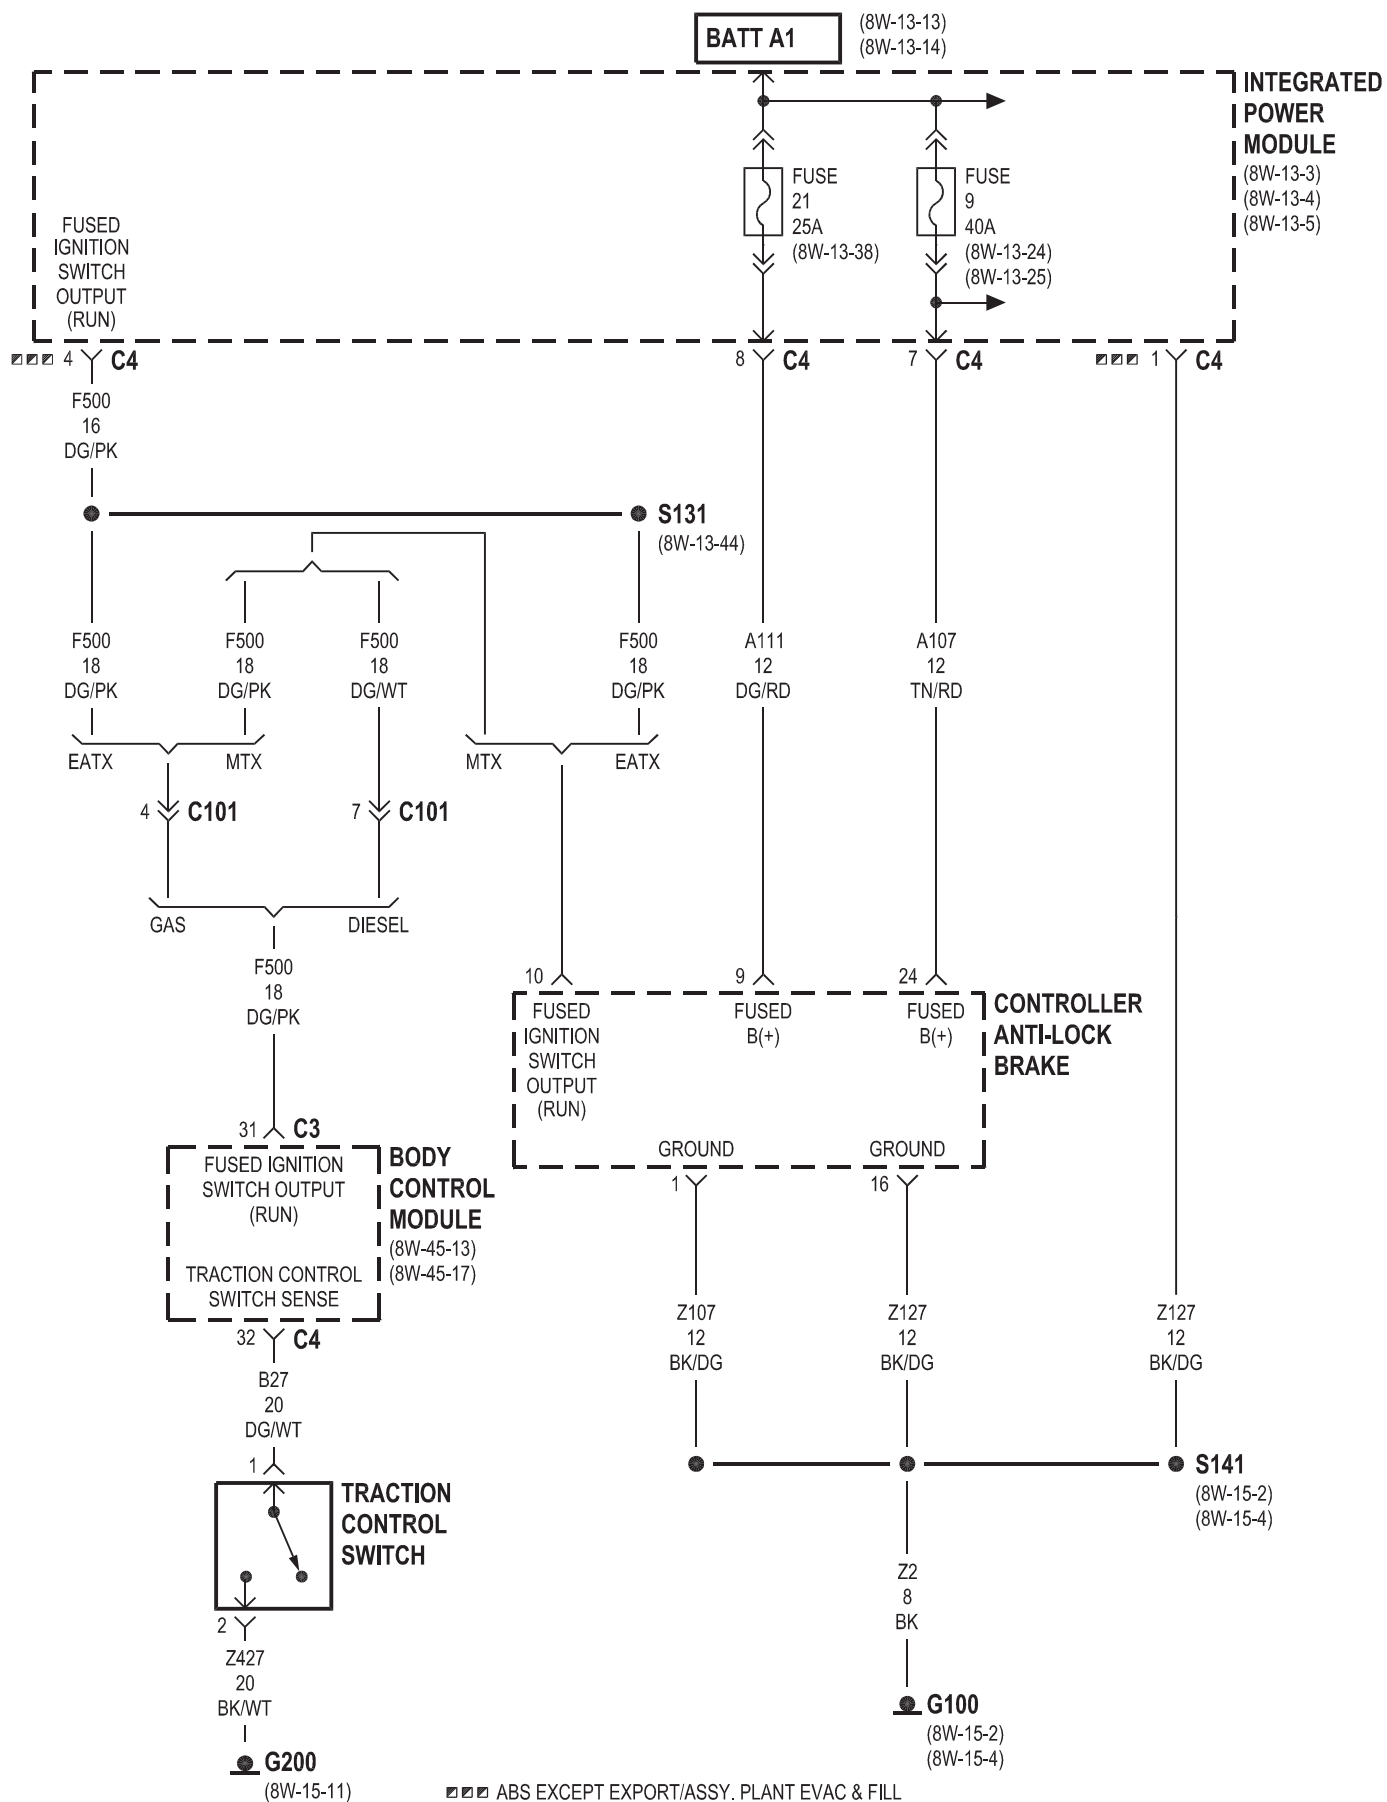 BATT A1
(8W-13-13)
(8W-13-14)
INTEGRATED
POWER
MODULE
(8W-13-3)
(8W-13-4)
(8W-13-5)
FUSE
21
25A
(8W-13-38)
FUSE
9
40A
(8W-13-24)
(8W-13-25)
FUSED
IGNITION
SWITCH
OUTPUT
(RUN)
4 C4
8 C4
7 C4
1 C4
F500
16
DG/PK
S131
(8W-13-44)
F500
18
DG/PK
F500
18
DG/PK
F500
18
DG/WT
F500
18
DG/PK
A111
12
DG/RD
A107
12
TN/RD
EATX
MTX
MTX
EATX
4 C101
7 C101
GAS
DIESEL
F500
18
DG/PK
10
9
24
FUSED
IGNITION
SWITCH
OUTPUT
(RUN)
FUSED
B(+)
FUSED
B(+)
CONTROLLER
ANTI-LOCK
BRAKE
GROUND
GROUND
1
16
31 C3
FUSED IGNITION
SWITCH OUTPUT
(RUN)
BODY
CONTROL
MODULE
(8W-45-13)
(8W-45-17)
TRACTION CONTROL
SWITCH SENSE
32 C4
B27
20
DG/WT
Z107
12
BK/DG
Z127
12
BK/DG
Z127
12
BK/DG
1
TRACTION
CONTROL
SWITCH
S141
(8W-15-2)
(8W-15-4)
2
Z427
20
BK/WT
Z2
8
BK
G100
(8W-15-2)
(8W-15-4)
G200
(8W-15-11)
ABS EXCEPT EXPORT/ASSY. PLANT EVAC & FILL